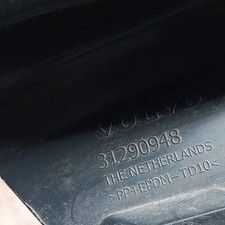 VOLVO
31290948
THE NETHERLANDS
>PP+EPDM-TD10<